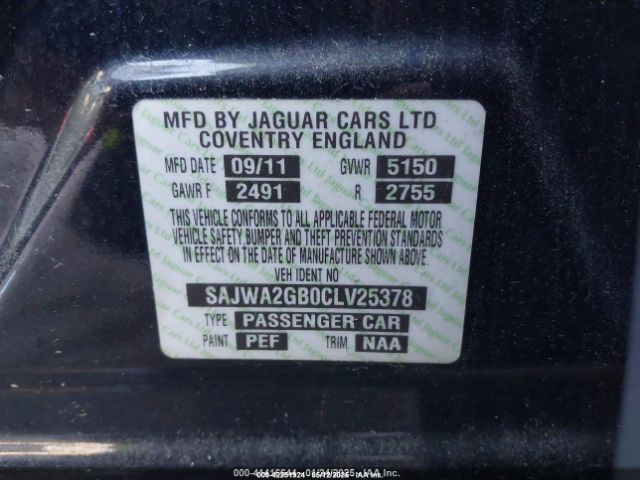 MFD BY JAGUAR CARS LTD
COVENTRY ENGLAND
MFD DATE 09/11 GVWR 5150
GAWR F 2491 R 2755
THIS VEHICLE CONFORMS TO ALL APPLICABLE FEDERAL MOTOR
VEHICLE SAFETY BUMPER AND THEFT PREVENTION STANDARDS
IN EFFECT ON THE DATE OF MANUFACTURE SHOWN ABOVE.
VEH IDENT NO
SAJWA2GB0CLV25378
TYPE PASSENGER CAR
PAINT PEF TRIM NAA